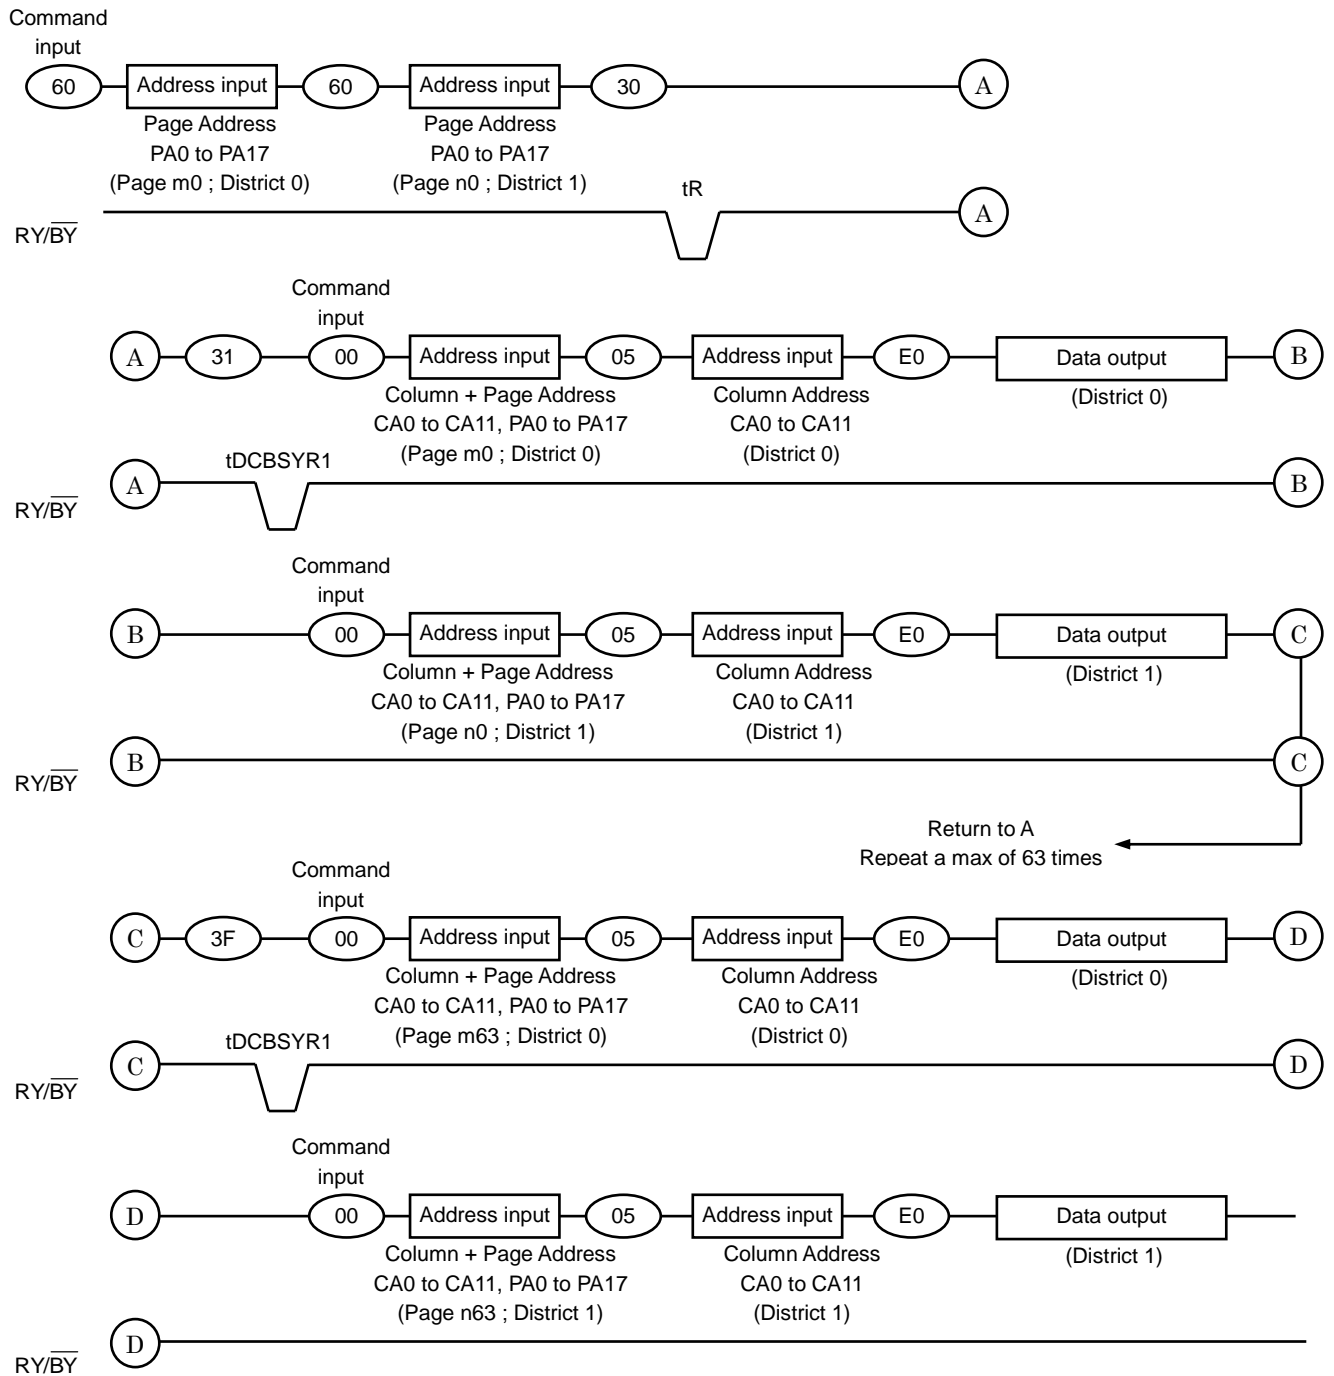 Command
input
60 Address input 60 Address input 30 A
Page Address Page Address
PA0 to PA17 PA0 to PA17
(Page m0 ; District 0) (Page n0 ; District 1)
tR
RY/BY A
Command
input
A 31 00 Address input 05 Address input E0 Data output B
Column + Page Address Column Address (District 0)
CA0 to CA11, PA0 to PA17 CA0 to CA11
(Page m0 ; District 0) (District 0)
tDCBSYR1
RY/BY A B
Command
input
B 00 Address input 05 Address input E0 Data output C
Column + Page Address Column Address (District 1)
CA0 to CA11, PA0 to PA17 CA0 to CA11
(Page n0 ; District 1) (District 1)
RY/BY B C
Return to A
Repeat a max of 63 times
Command
input
C 3F 00 Address input 05 Address input E0 Data output D
Column + Page Address Column Address (District 0)
CA0 to CA11, PA0 to PA17 CA0 to CA11
(Page m63 ; District 0) (District 0)
tDCBSYR1
RY/BY C D
Command
input
D 00 Address input 05 Address input E0 Data output
Column + Page Address Column Address (District 1)
CA0 to CA11, PA0 to PA17 CA0 to CA11
(Page n63 ; District 1) (District 1)
RY/BY D